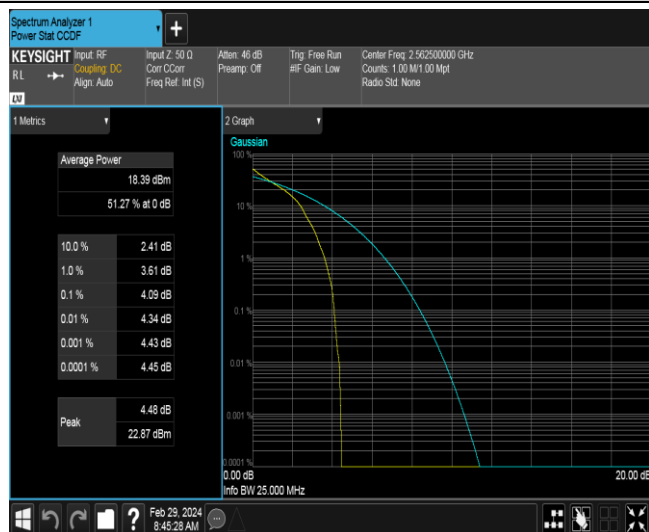 Spectrum Analyzer 1
Power Stat CCDF
KEYSIGHT
RL
LXI
Input: RF
Coupling: DC
Align: Auto
Input Z: 50 Ω
Corr CCorr
Freq Ref: Int (S)
Atten: 46 dB
Preamp: Off
Trig: Free Run
#IF Gain: Low
Center Freq: 2.562500000 GHz
Counts: 1.00 M/1.00 Mpt
Radio Std: None
1 Metrics
Average Power
18.39 dBm
51.27 % at 0 dB
10.0 % 2.41 dB
1.0 % 3.61 dB
0.1 % 4.09 dB
0.01 % 4.34 dB
0.001 % 4.43 dB
0.0001 % 4.45 dB
Peak
4.48 dB
22.87 dBm
2 Graph
Gaussian
100 %
10 %
1 %
0.1 %
0.01 %
0.001 %
0.0001 %
0.00 dB
20.00 dB
Info BW 25.000 MHz
?
Feb 29, 2024
8:45:28 AM